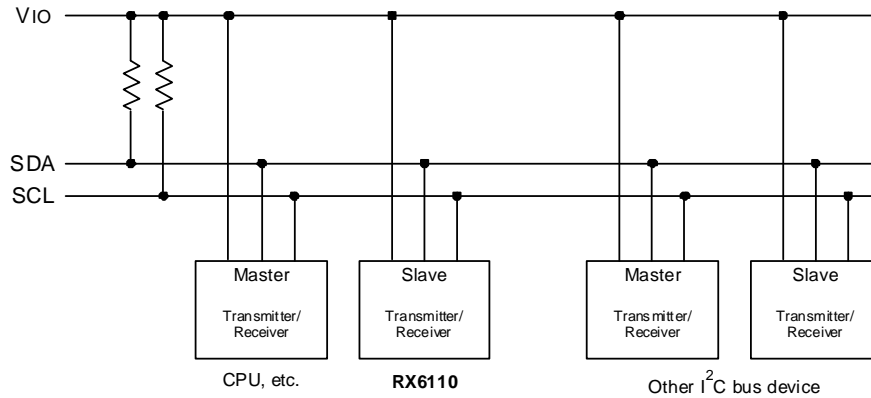 VIO
SDA
SCL
Master
Transmitter/
Receiver
CPU, etc.
Slave
Transmitter/
Receiver
RX6110
Master
Transmitter/
Receiver
Slave
Transmitter/
Receiver
Other I²C bus device